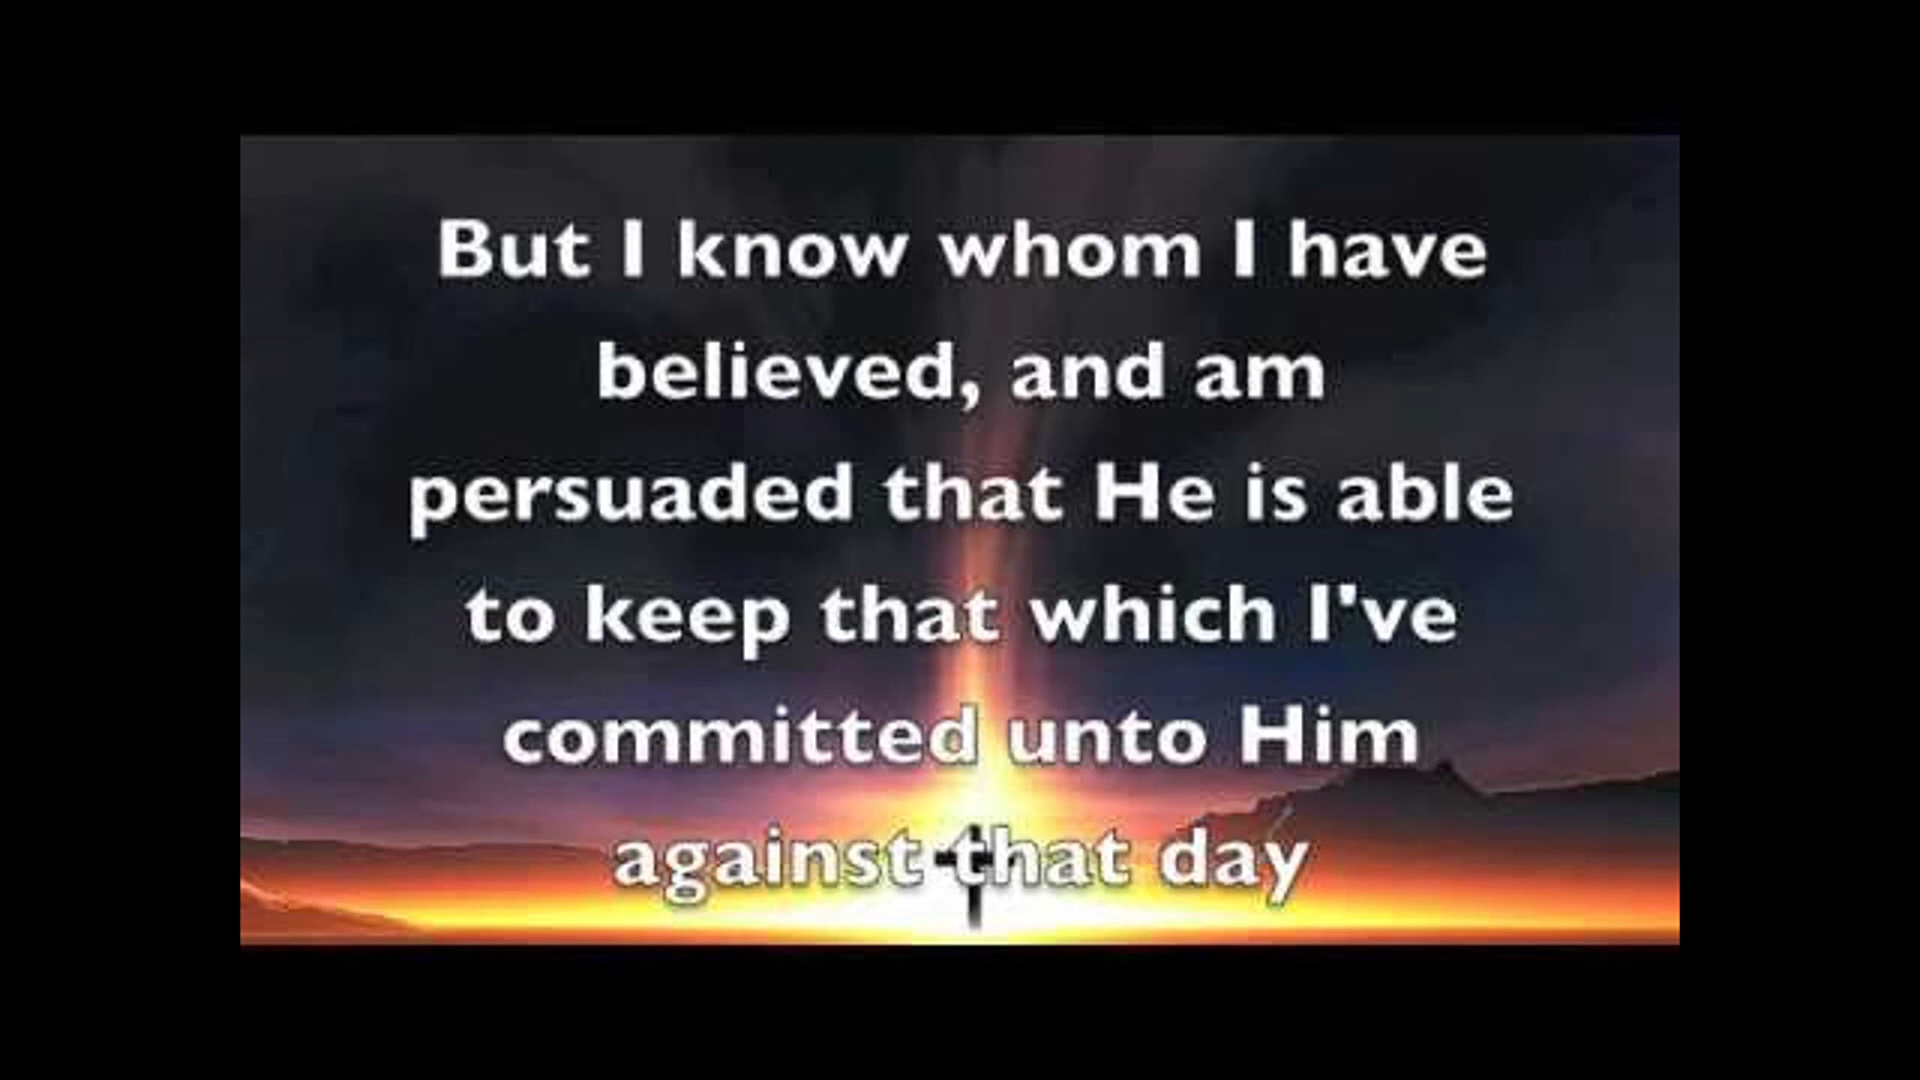 But I know whom I have
believed, and am
persuaded that He is able
to keep that which I've
committed unto Him
against that day